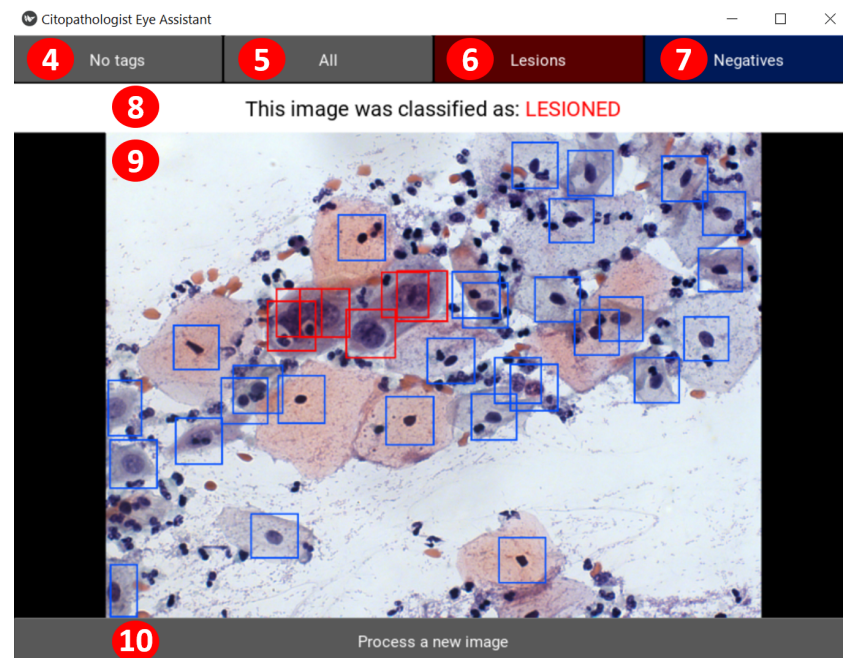 Citopathologist Eye Assistant
4 No tags 5 All 6 Lesions 7 Negatives
8 This image was classified as: LESIONED
9
10 Process a new image